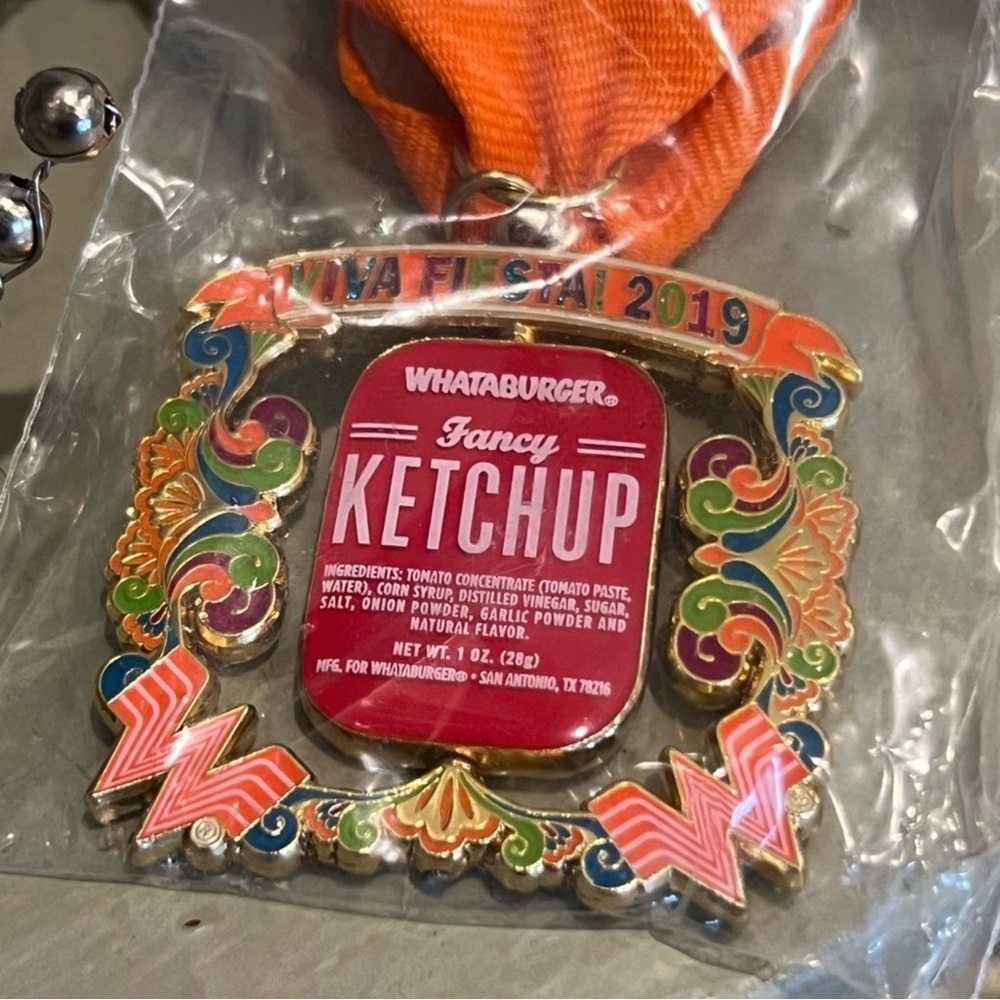 VIVA FIESTA! 2019
WHATABURGER®
Fancy
KETCHUP
INGREDIENTS: TOMATO CONCENTRATE (TOMATO PASTE,
WATER), CORN SYRUP, DISTILLED VINEGAR, SUGAR,
SALT, ONION POWDER, GARLIC POWDER AND
NATURAL FLAVOR.
NET WT. 1 OZ. (28g)
MFG. FOR WHATABURGER® • SAN ANTONIO, TX 78216
W ®
W ®